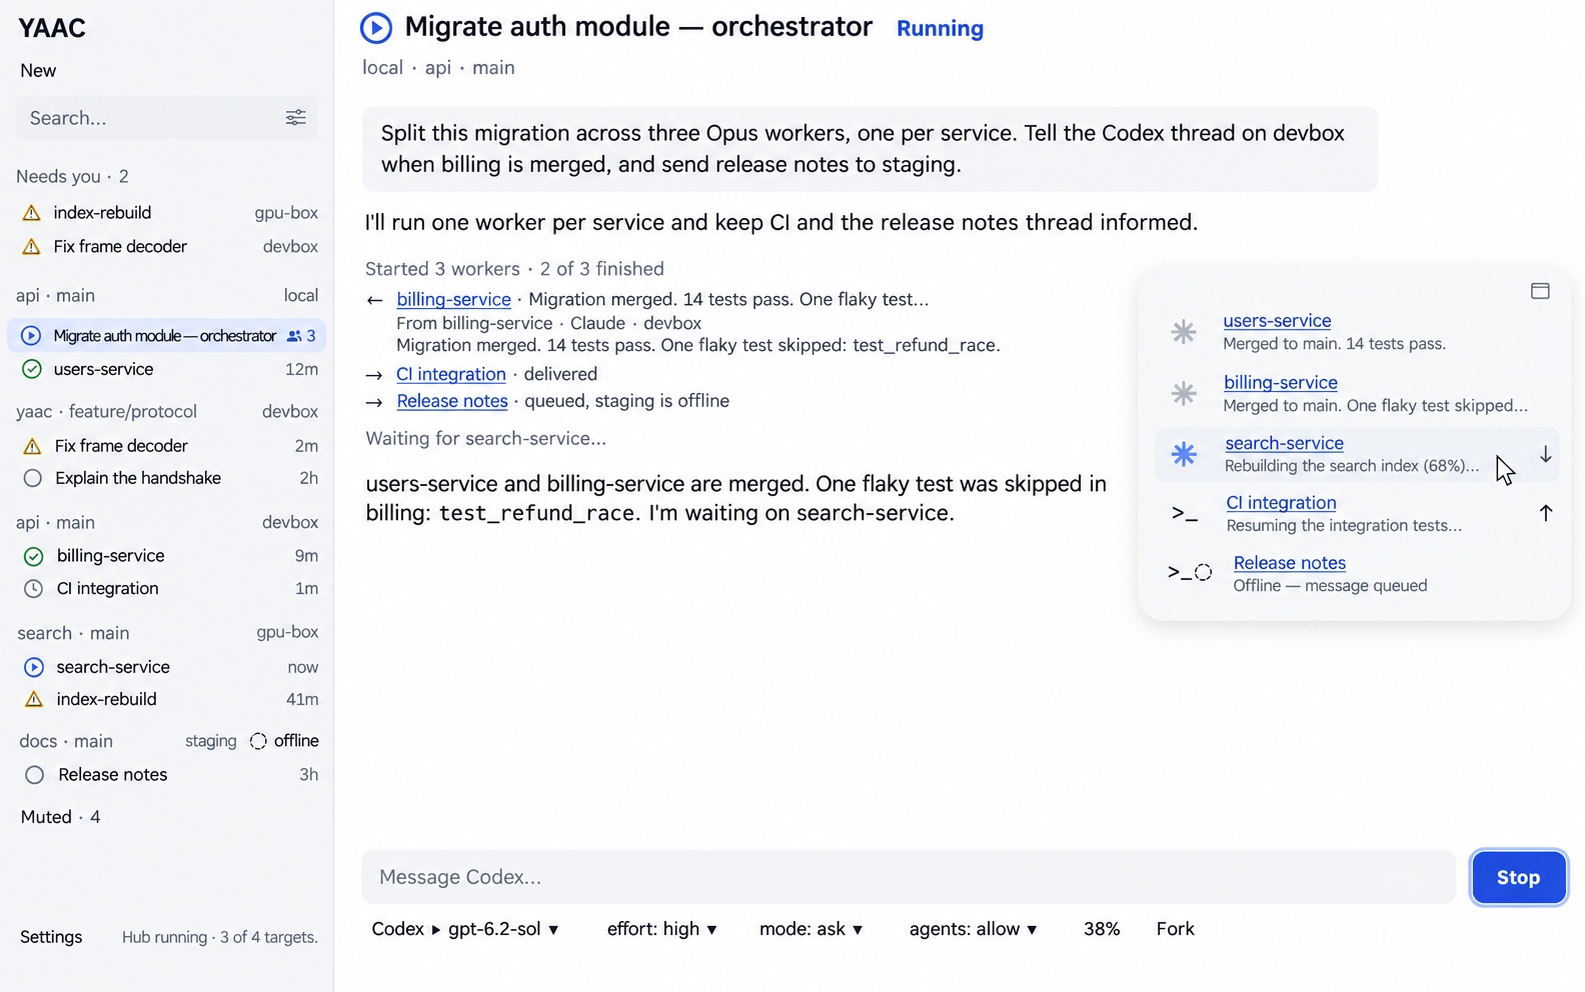 YAAC
New
Search...
Needs you · 2
index-rebuild gpu-box
Fix frame decoder devbox
api · main local
Migrate auth module — orchestrator 3
users-service 12m
yaac · feature/protocol devbox
Fix frame decoder 2m
Explain the handshake 2h
api · main devbox
billing-service 9m
CI integration 1m
search · main gpu-box
search-service now
index-rebuild 41m
docs · main staging offline
Release notes 3h
Muted · 4
Settings Hub running · 3 of 4 targets.
Migrate auth module — orchestrator Running
local · api · main
Split this migration across three Opus workers, one per service. Tell the Codex thread on devbox
when billing is merged, and send release notes to staging.
I'll run one worker per service and keep CI and the release notes thread informed.
Started 3 workers · 2 of 3 finished
← billing-service · Migration merged. 14 tests pass. One flaky test...
From billing-service · Claude · devbox
Migration merged. 14 tests pass. One flaky test skipped: test_refund_race.
→ CI integration · delivered
→ Release notes · queued, staging is offline
Waiting for search-service...
users-service and billing-service are merged. One flaky test was skipped in
billing: test_refund_race. I'm waiting on search-service.
users-service
Merged to main. 14 tests pass.
billing-service
Merged to main. One flaky test skipped...
search-service ↓
Rebuilding the search index (68%)...
>_ CI integration ↑
Resuming the integration tests...
>_ Release notes
Offline — message queued
Message Codex...
Stop
Codex ▸ gpt-6.2-sol ▾ effort: high ▾ mode: ask ▾ agents: allow ▾ 38% Fork